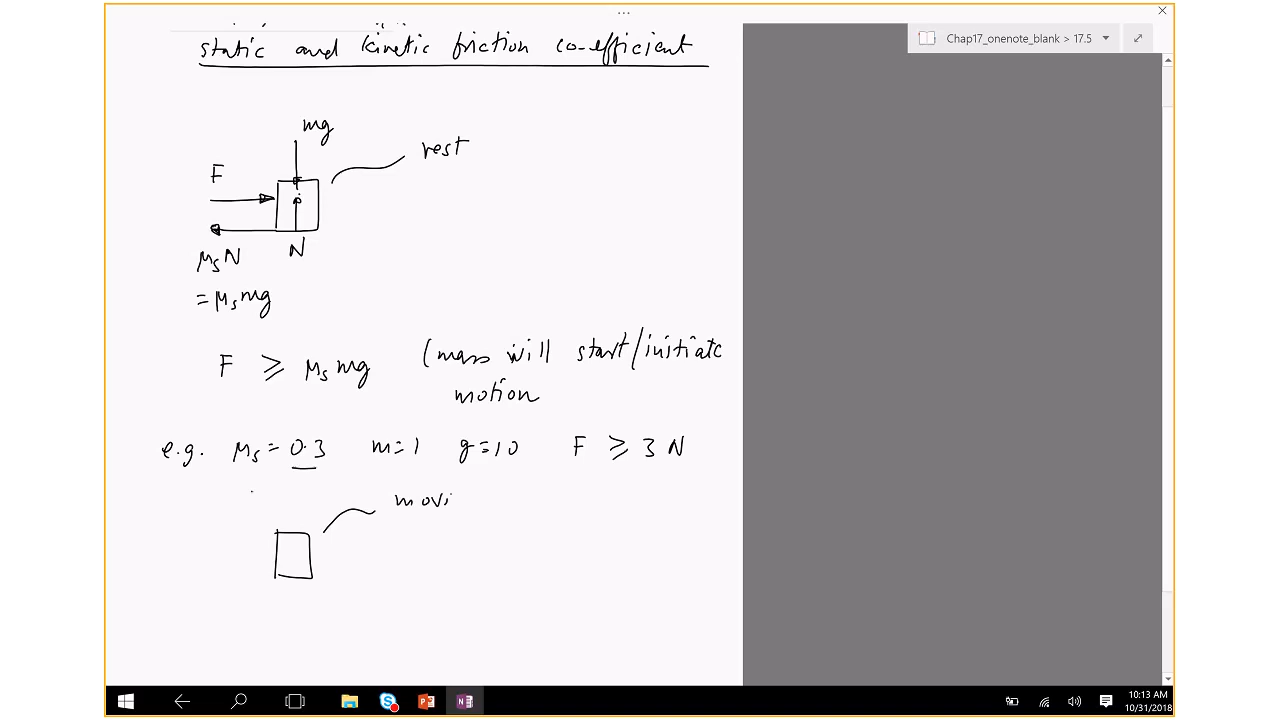 ...
static and kinetic friction co-efficient
Chap17_onenote_blank > 17.5
mg
rest
F
N
μsN
=μsmg
F ⩾ μsmg (mass will start/initiate
motion
e.g. μs= 0.3 m=1 g=10 F ⩾ 3 N
movi
10:13 AM
10/31/2018